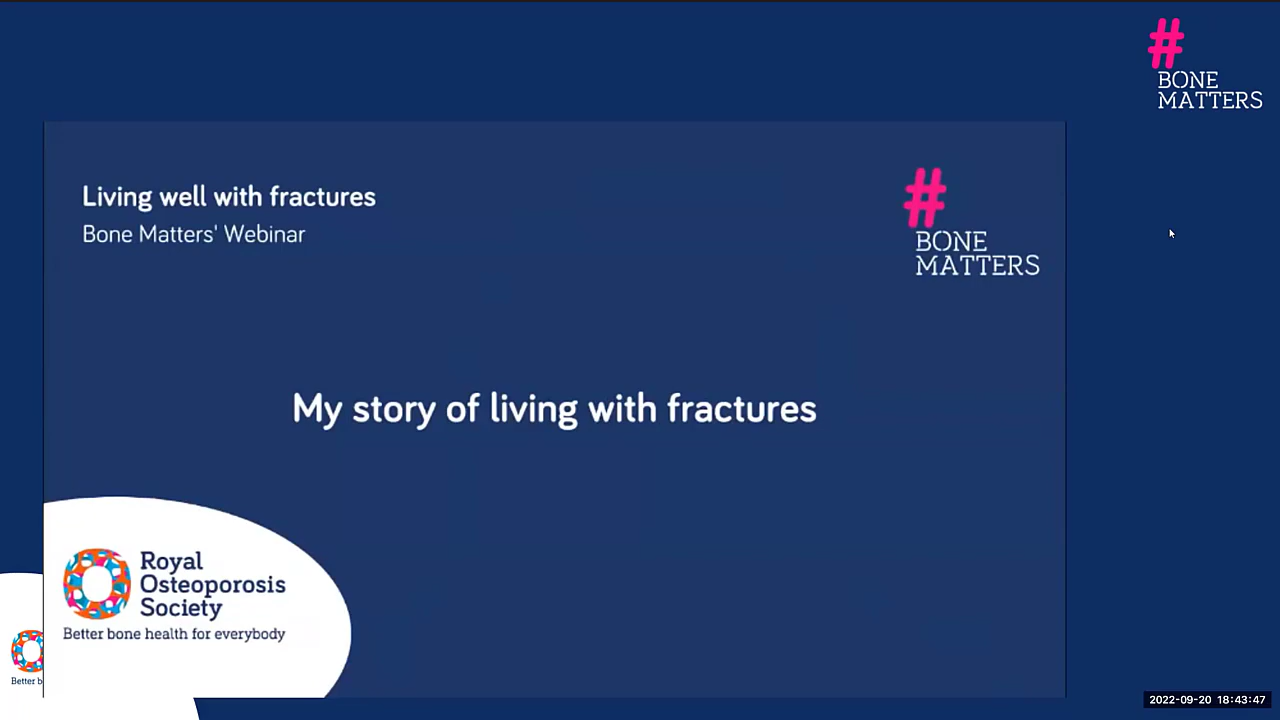 #
BONE
MATTERS
Living well with fractures
Bone Matters' Webinar
#
BONE
MATTERS
My story of living with fractures
Royal
Osteoporosis
Society
Better bone health for everybody
Better b
2022-09-20 18:43:47